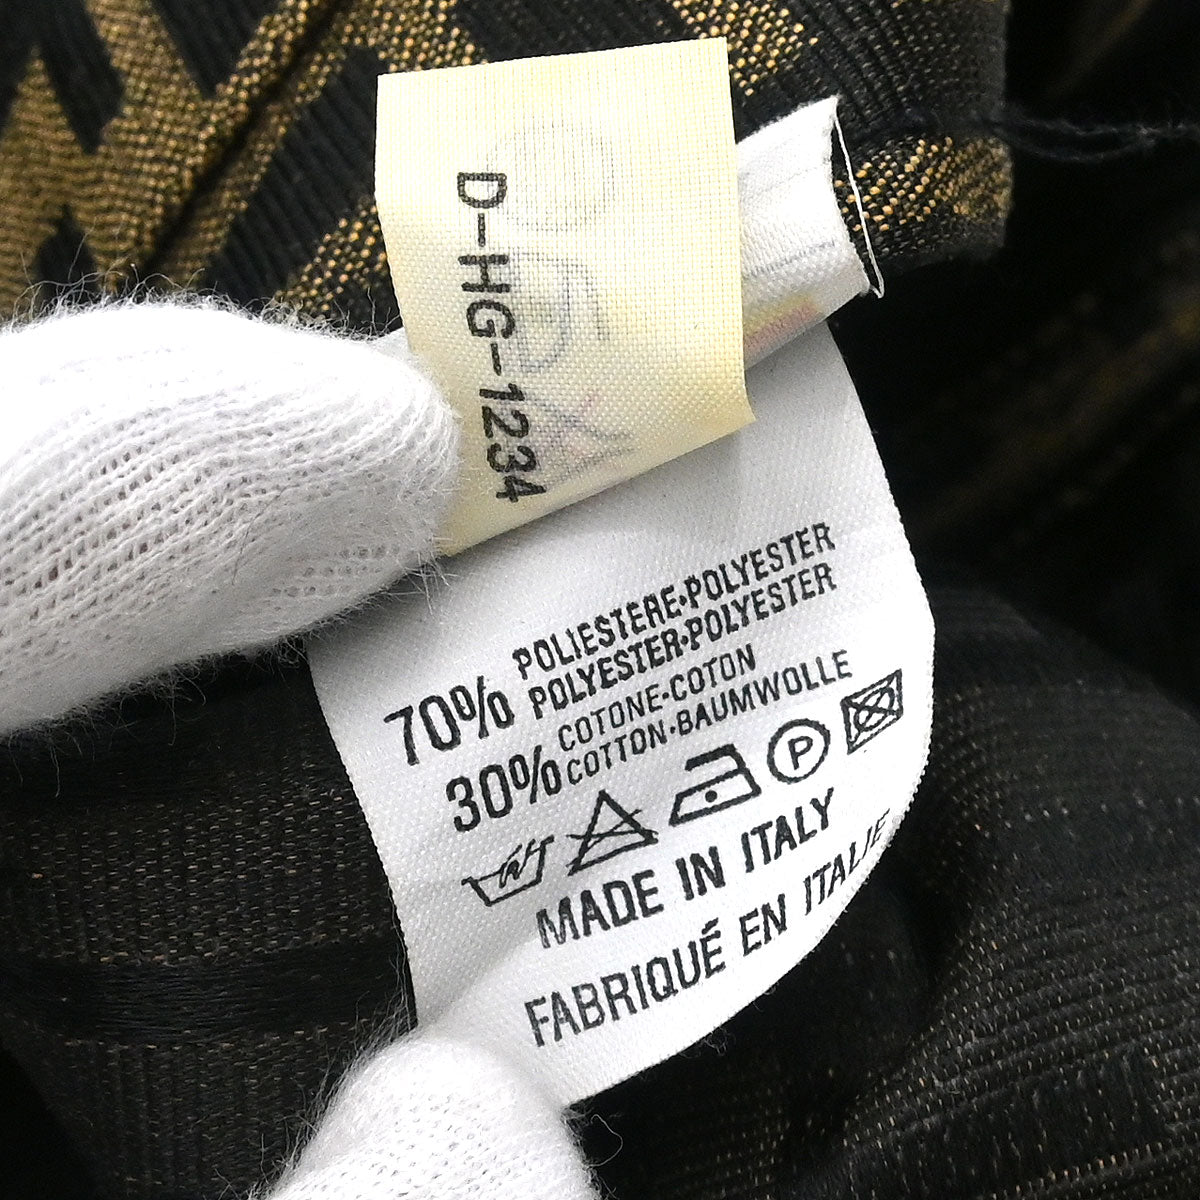 D-HG-1234
70% POLIESTERE·POLYESTER
POLYESTER·POLYESTER
30% COTONE·COTON
COTTON·BAUMWOLLE
P
MADE IN ITALY
FABRIQUÉ EN ITALIE